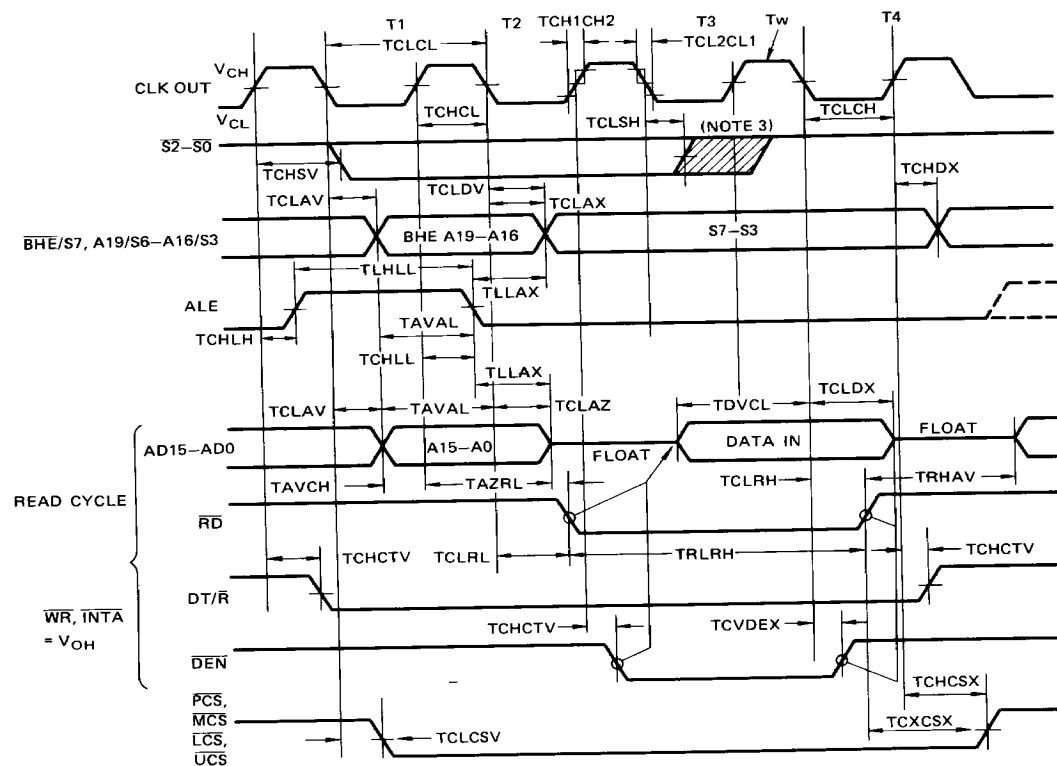 T1 T2 TCH1CH2 T3 Tw T4
TCLCL TCL2CL1
VCH
CLK OUT
VCL
TCHCL TCLSH (NOTE 3) TCLCH
S2–S0
TCHSV TCLDV TCHDX
TCLAV TCLAX
BHE/S7, A19/S6–A16/S3 BHE A19–A16 S7–S3
TLHLL
TLLAX
ALE
TCHLH TAVAL
TCHLL
TLLAX
TCLAV TAVAL TCLAZ TDVCL TCLDX
AD15–AD0 A15–A0 FLOAT DATA IN FLOAT
TAVCH TAZRL TCLRH TRHAV
READ CYCLE
RD
TCHCTV TCLRL TRLRH TCHCTV
DT/R
WR, INTA
= VOH
TCHCTV TCVDEX
DEN
TCHCSX
PCS,
MCS
TCXCSX
LCS,
TCLCSV
UCS